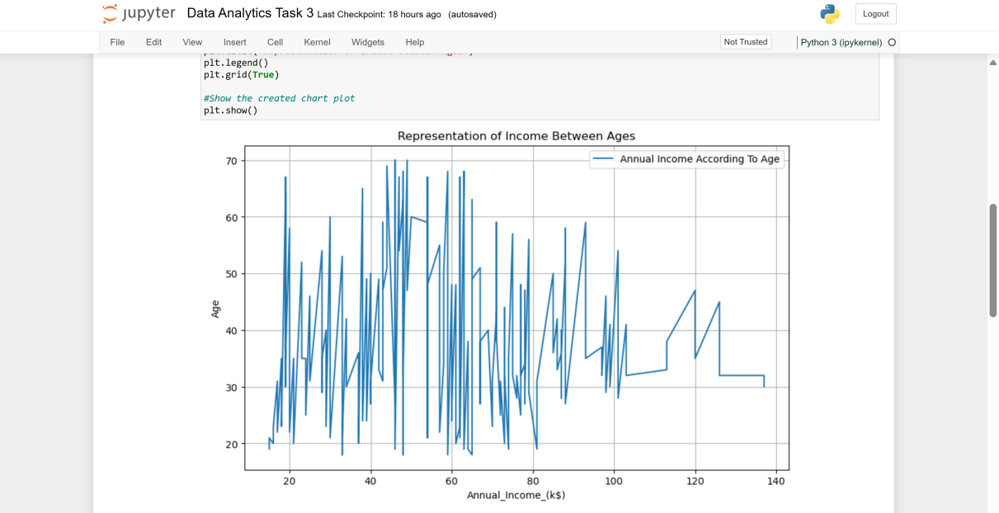 jupyter Data Analytics Task 3 Last Checkpoint: 18 hours ago (autosaved)
Logout
File Edit View Insert Cell Kernel Widgets Help
Not Trusted
Python 3 (ipykernel)
plt.legend()
plt.grid(True)
#Show the created chart plot
plt.show()
Representation of Income Between Ages
Annual Income According To Age
70
60
50
40
30
20
Age
20 40 60 80 100 120 140
Annual_Income_(k$)